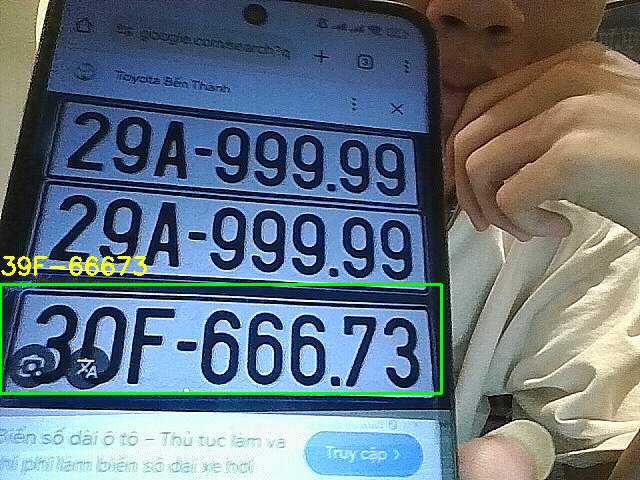 google.com/search?q
3
Toyota Bến Thành
29A-999.99
29A-999.99
39F-66673
30F-666.73
Biển số dài ô tô – Thủ tục làm và
phí làm biển số dài xe hơi
Truy cập